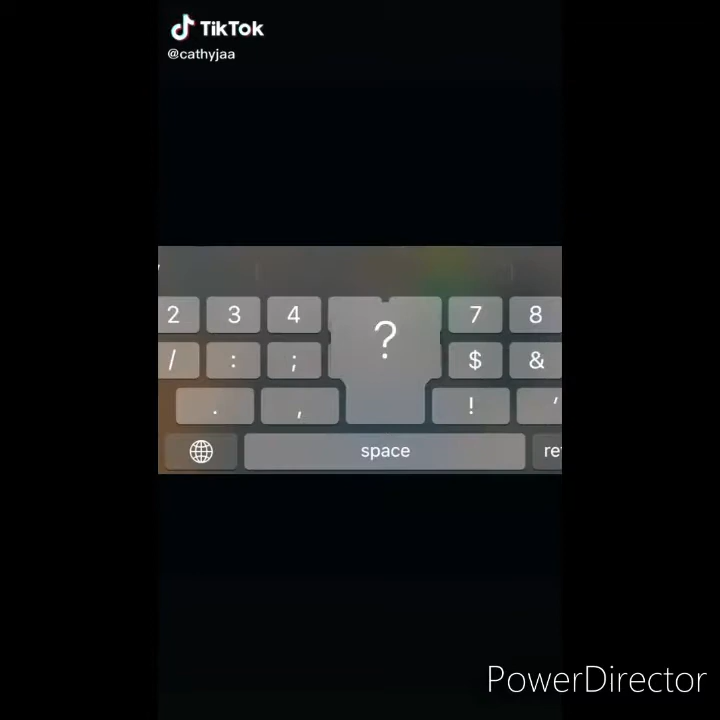 TikTok
@cathyjaa
2 3 4 ? 7 8
/ : ; $ &
. , ! '
space
PowerDirector